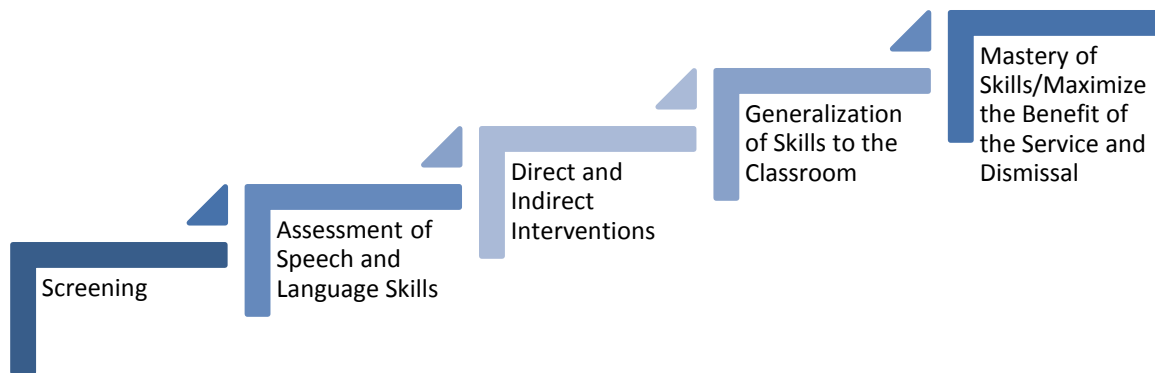 Screening
Assessment of
Speech and
Language Skills
Direct and
Indirect
Interventions
Generalization
of Skills to the
Classroom
Mastery of
Skills/Maximize
the Benefit of
the Service and
Dismissal